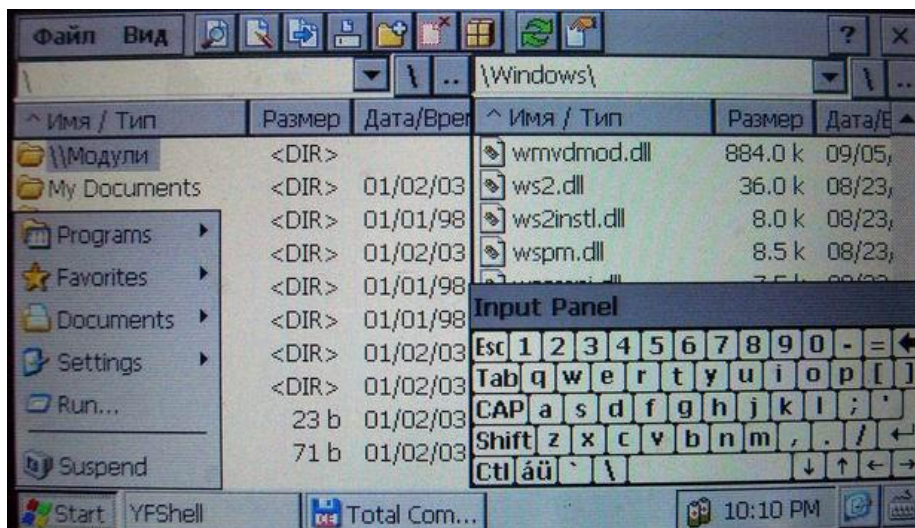 Файл Вид ? ×
\ \ .. \Windows\ \ ..
^ Имя / Тип Размер Дата/Врем ^ Имя / Тип Размер Дата/В
\\Модули <DIR> wmvdmod.dll 884.0 k 09/05,
My Documents <DIR> 01/02/03 ws2.dll 36.0 k 08/23,
Programs <DIR> 01/01/98 ws2instl.dll 8.0 k 08/23,
<DIR> 01/02/03 wspm.dll 8.5 k 08/23,
Favorites <DIR> 01/01/98
Input Panel
Documents <DIR> 01/01/98
Esc 1 2 3 4 5 6 7 8 9 0 - =
Settings <DIR> 01/02/03
Tab q w e r t y u i o p [ ]
<DIR> 01/02/03
Run... 23 b 01/02/03
CAP a s d f g h j k l ; '
Shift z x c v b n m , . /
Suspend 71 b 01/02/03
Ctl áü ` \ ↓ ↑ ← →
Start YFShell Total Com... 10:10 PM